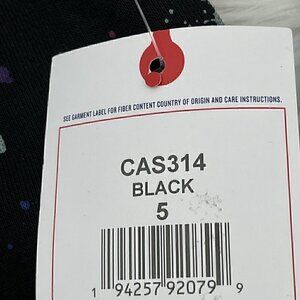 SEE GARMENT LABEL FOR FIBER CONTENT COUNTRY OF ORIGIN AND CARE INSTRUCTIONS.
CAS314
BLACK
5
1 94257 92079 9